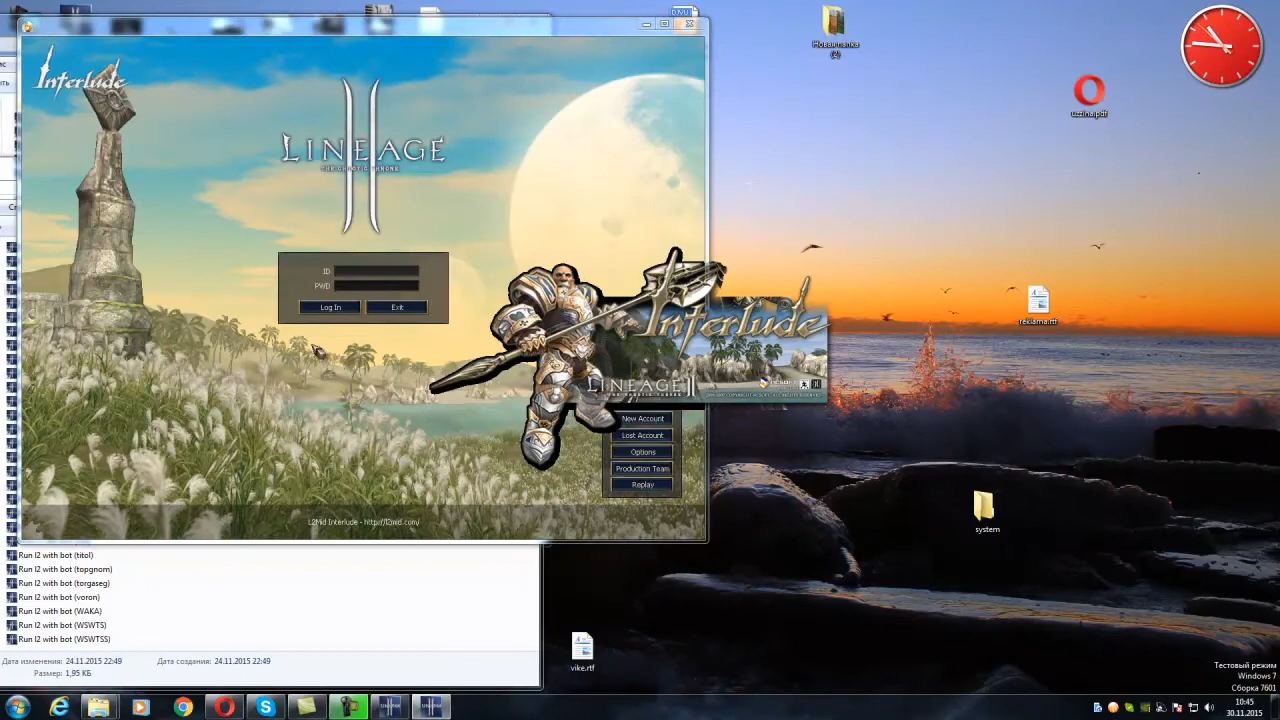 Interlude
LINEAGE II
THE CHAOTIC THRONE
ID
PWD
Log In
Exit
Interlude
LINEAGE II
New Account
Lost Account
Options
Production Team
Replay
L2Mid Interlude - http://l2mid.com/
Run l2 with bot (titol)
Run l2 with bot (topgnom)
Run l2 with bot (torgaseg)
Run l2 with bot (voron)
Run l2 with bot (WAKA)
Run l2 with bot (WSWTS)
Run l2 with bot (WSWTSS)
Дата изменения: 24.11.2015 22:49
Дата создания: 24.11.2015 22:49
Размер: 1,95 КБ
DJVU
Новая папка
(2)
uzzina.pdf
reklama.rtf
system
vike.rtf
Тестовый режим
Windows 7
Сборка 7601
10:45
30.11.2015